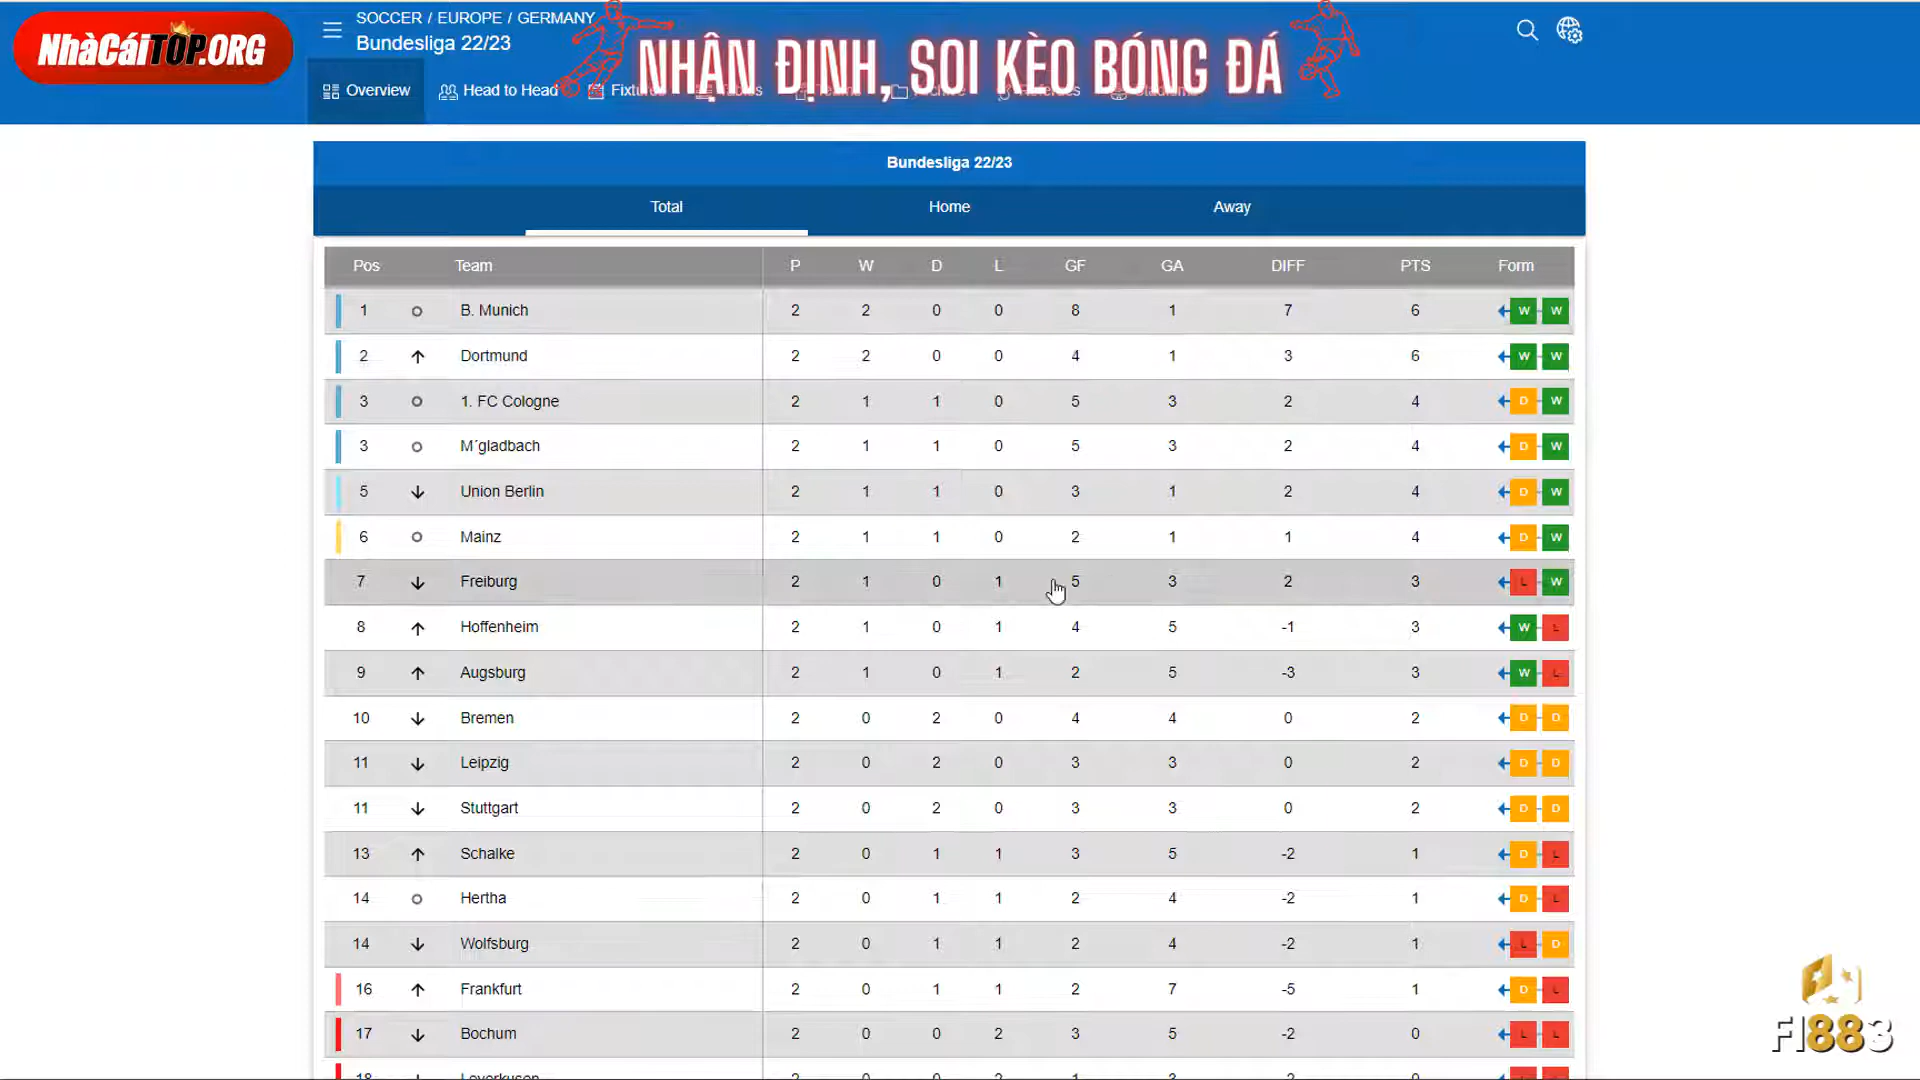 NhàCáiTOP.ORG
SOCCER / EUROPE / GERMANY
Bundesliga 22/23
NHẬN ĐỊNH, SOI KÈO BÓNG ĐÁ
Overview Head to Head Fixtures Tables Teams Archive Referees Stadiums
Bundesliga 22/23
Total Home Away
Pos Team P W D L GF GA DIFF PTS Form
1 B. Munich 2 2 0 0 8 1 7 6 W W
2 Dortmund 2 2 0 0 4 1 3 6 W W
3 1. FC Cologne 2 1 1 0 5 3 2 4 D W
3 M´gladbach 2 1 1 0 5 3 2 4 D W
5 Union Berlin 2 1 1 0 3 1 2 4 D W
6 Mainz 2 1 1 0 2 1 1 4 D W
7 Freiburg 2 1 0 1 5 3 2 3 L W
8 Hoffenheim 2 1 0 1 4 5 -1 3 W L
9 Augsburg 2 1 0 1 2 5 -3 3 W L
10 Bremen 2 0 2 0 4 4 0 2 D D
11 Leipzig 2 0 2 0 3 3 0 2 D D
11 Stuttgart 2 0 2 0 3 3 0 2 D D
13 Schalke 2 0 1 1 3 5 -2 1 D L
14 Hertha 2 0 1 1 2 4 -2 1 D L
14 Wolfsburg 2 0 1 1 2 4 -2 1 L D
16 Frankfurt 2 0 1 1 2 7 -5 1 D L
17 Bochum 2 0 0 2 3 5 -2 0 L L
18 Leverkusen 2 0 0 2 1 3 -2 0
FI883